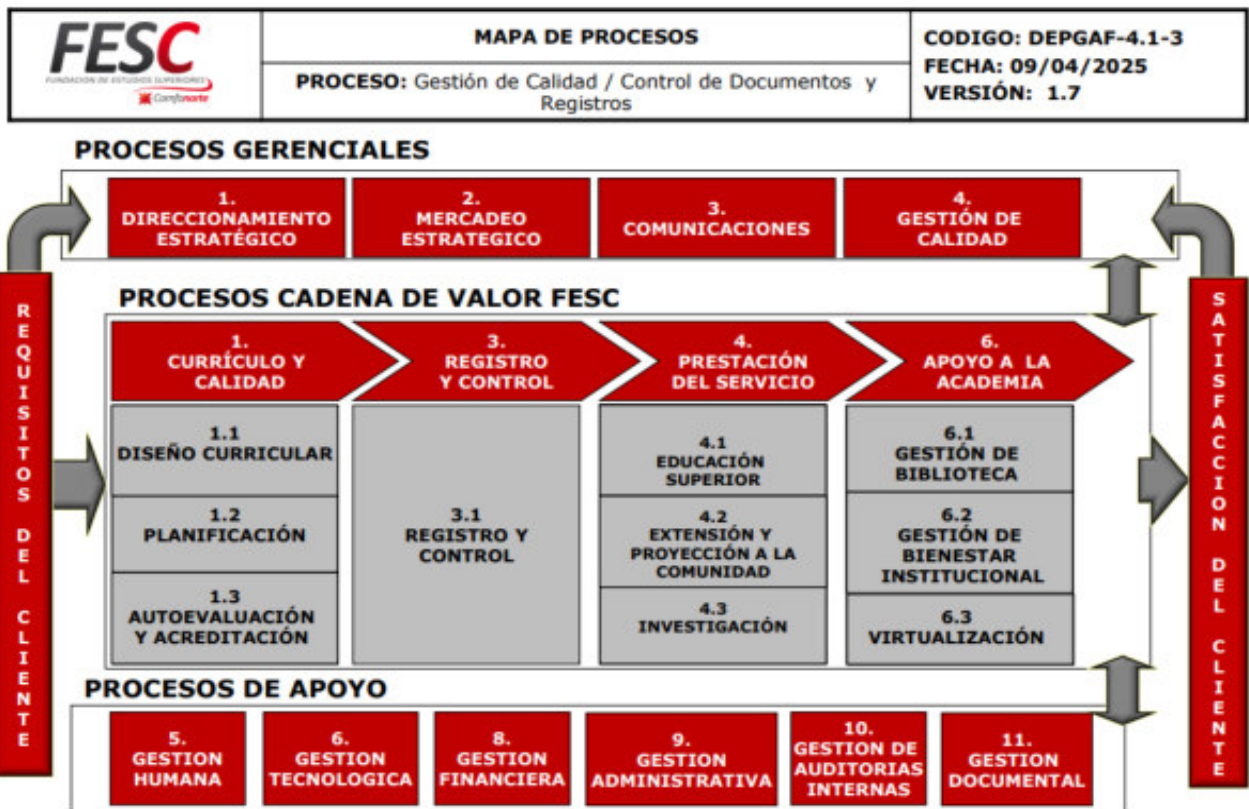 FESC
FUNDACIÓN DE ESTUDIOS SUPERIORES
Comfanorte
MAPA DE PROCESOS
PROCESO: Gestión de Calidad / Control de Documentos y
Registros
CODIGO: DEPGAF-4.1-3
FECHA: 09/04/2025
VERSIÓN: 1.7
PROCESOS GERENCIALES
1.
DIRECCIONAMIENTO
ESTRATÉGICO
2.
MERCADEO
ESTRATEGICO
3.
COMUNICACIONES
4.
GESTIÓN DE
CALIDAD
REQUISITOS DEL CLIENTE
PROCESOS CADENA DE VALOR FESC
1.
CURRÍCULO Y
CALIDAD
3.
REGISTRO
Y CONTROL
4.
PRESTACIÓN
DEL SERVICIO
6.
APOYO A LA
ACADEMIA
1.1
DISEÑO CURRICULAR
1.2
PLANIFICACIÓN
1.3
AUTOEVALUACIÓN
Y ACREDITACIÓN
3.1
REGISTRO Y
CONTROL
4.1
EDUCACIÓN
SUPERIOR
4.2
EXTENSIÓN Y
PROYECCIÓN A LA
COMUNIDAD
4.3
INVESTIGACIÓN
6.1
GESTIÓN DE
BIBLIOTECA
6.2
GESTIÓN DE
BIENESTAR
INSTITUCIONAL
6.3
VIRTUALIZACIÓN
SATISFACCION DEL CLIENTE
PROCESOS DE APOYO
5.
GESTION
HUMANA
6.
GESTION
TECNOLOGICA
8.
GESTION
FINANCIERA
9.
GESTION
ADMINISTRATIVA
10.
GESTION DE
AUDITORIAS
INTERNAS
11.
GESTION
DOCUMENTAL